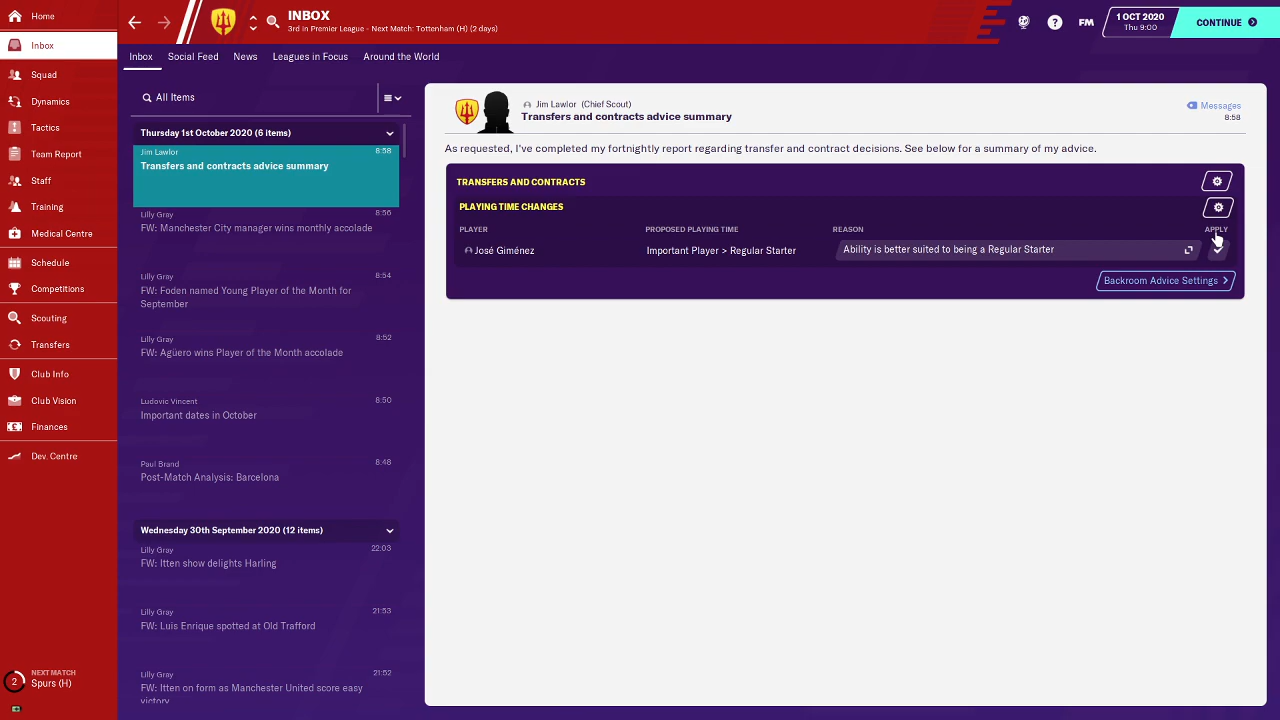 Home
Inbox
Squad
Dynamics
Tactics
Team Report
Staff
Training
Medical Centre
Schedule
Competitions
Scouting
Transfers
Club Info
Club Vision
Finances
Dev. Centre
2
NEXT MATCH
Spurs (H)
INBOX
3rd in Premier League - Next Match: Tottenham (H) (2 days)
?
FM
1 OCT 2020
Thu 9:00
CONTINUE
Inbox Social Feed News Leagues in Focus Around the World
All Items
Thursday 1st October 2020 (6 items)
Jim Lawlor 8:58
Transfers and contracts advice summary
Lilly Gray 8:56
FW: Manchester City manager wins monthly accolade
Lilly Gray 8:54
FW: Foden named Young Player of the Month for
September
Lilly Gray 8:52
FW: Agüero wins Player of the Month accolade
Ludovic Vincent 8:50
Important dates in October
Paul Brand 8:48
Post-Match Analysis: Barcelona
Wednesday 30th September 2020 (12 items)
Lilly Gray 22:03
FW: Itten show delights Harling
Lilly Gray 21:53
FW: Luis Enrique spotted at Old Trafford
Lilly Gray 21:52
FW: Itten on form as Manchester United score easy
victory
Jim Lawlor (Chief Scout)
Transfers and contracts advice summary
Messages
8:58
As requested, I've completed my fortnightly report regarding transfer and contract decisions. See below for a summary of my advice.
TRANSFERS AND CONTRACTS
PLAYING TIME CHANGES
PLAYER PROPOSED PLAYING TIME REASON APPLY
José Giménez Important Player > Regular Starter Ability is better suited to being a Regular Starter
Backroom Advice Settings >